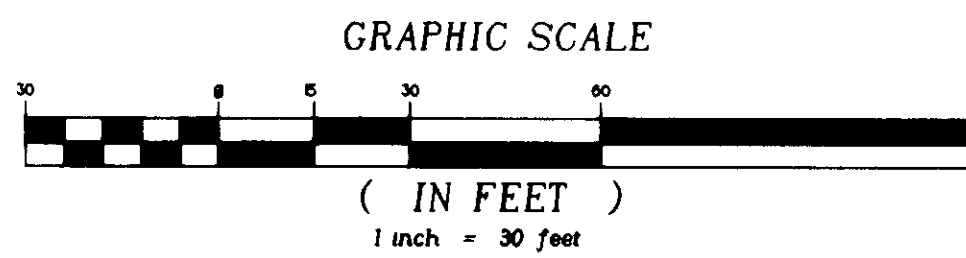 GRAPHIC SCALE
30 0 15 30 60
( IN FEET )
1 inch = 30 feet